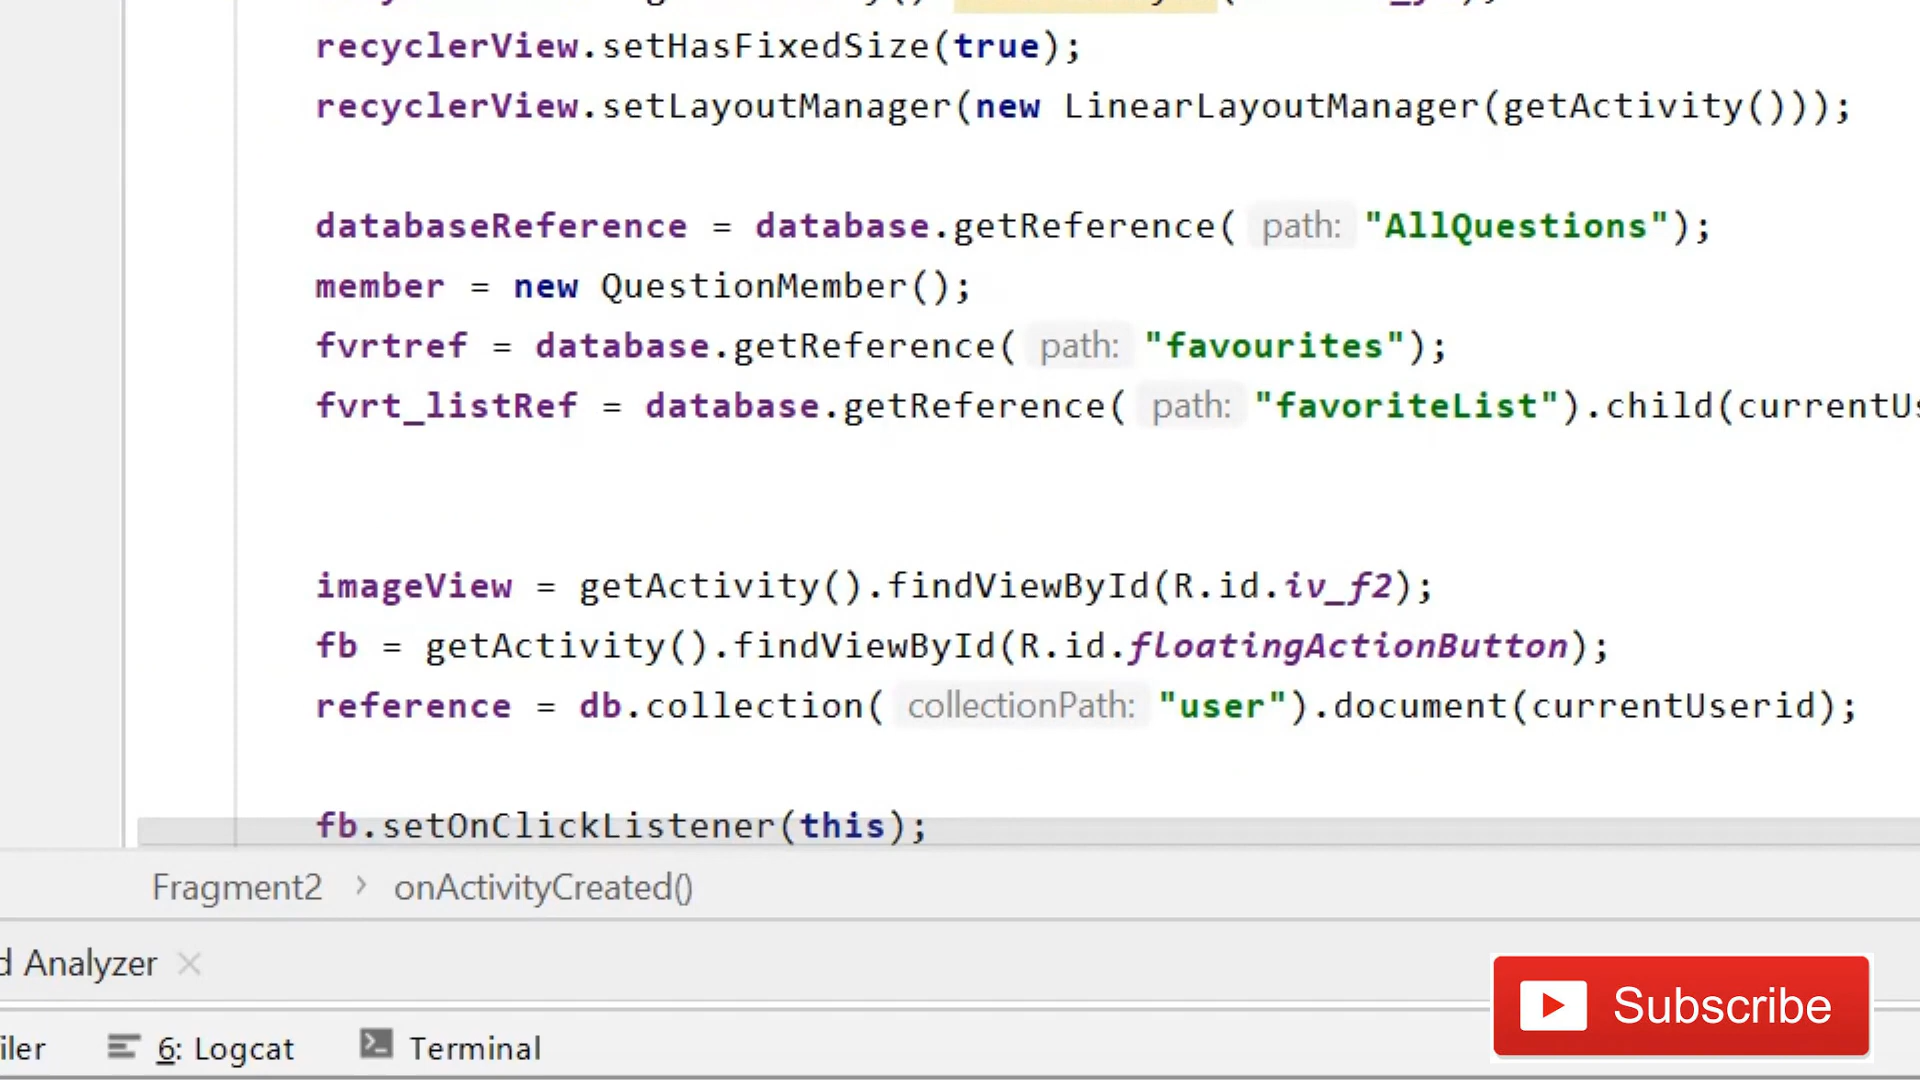 recyclerView.setHasFixedSize(true);
recyclerView.setLayoutManager(new LinearLayoutManager(getActivity()));
databaseReference = database.getReference( path: "AllQuestions");
member = new QuestionMember();
fvrtref = database.getReference( path: "favourites");
fvrt_listRef = database.getReference( path: "favoriteList").child(currentUs
imageView = getActivity().findViewById(R.id.iv_f2);
fb = getActivity().findViewById(R.id.floatingActionButton);
reference = db.collection( collectionPath: "user").document(currentUserid);
fb.setOnClickListener(this);
Fragment2 › onActivityCreated()
d Analyzer
iler 6: Logcat Terminal
Subscribe